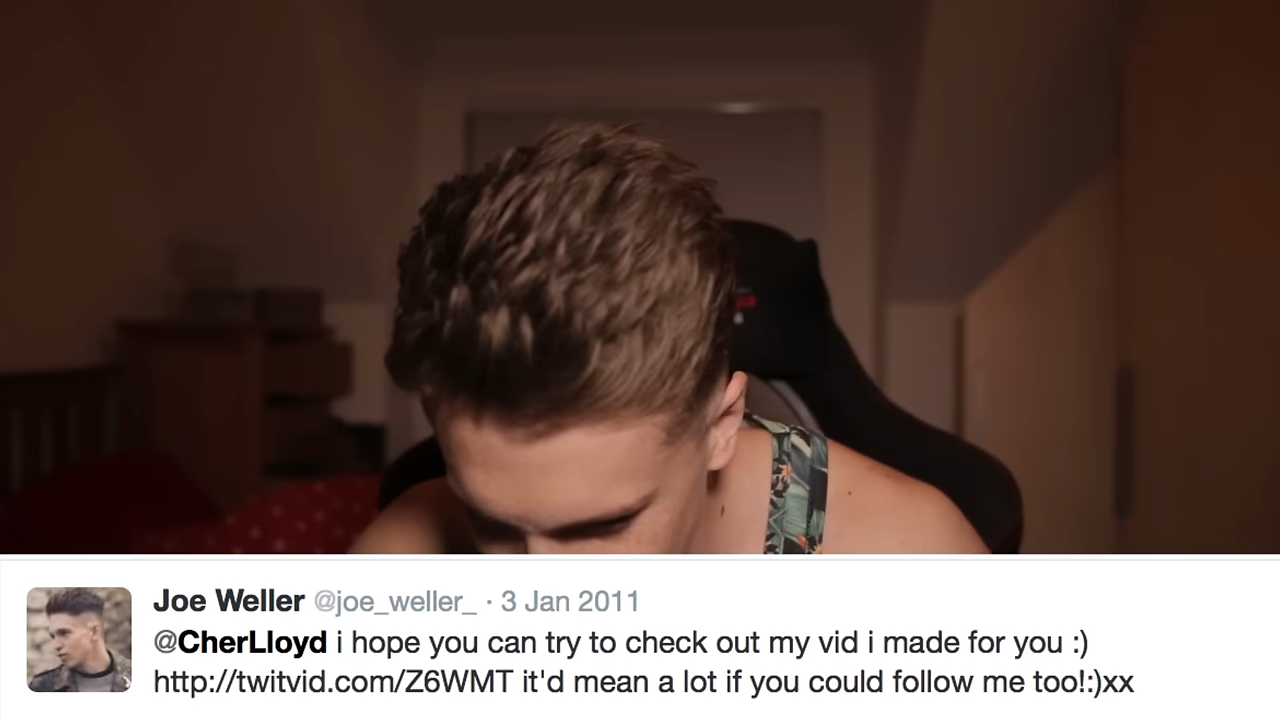 Joe Weller @joe_weller_ · 3 Jan 2011
@CherLloyd i hope you can try to check out my vid i made for you :)
http://twitvid.com/Z6WMT it'd mean a lot if you could follow me too!:)xx